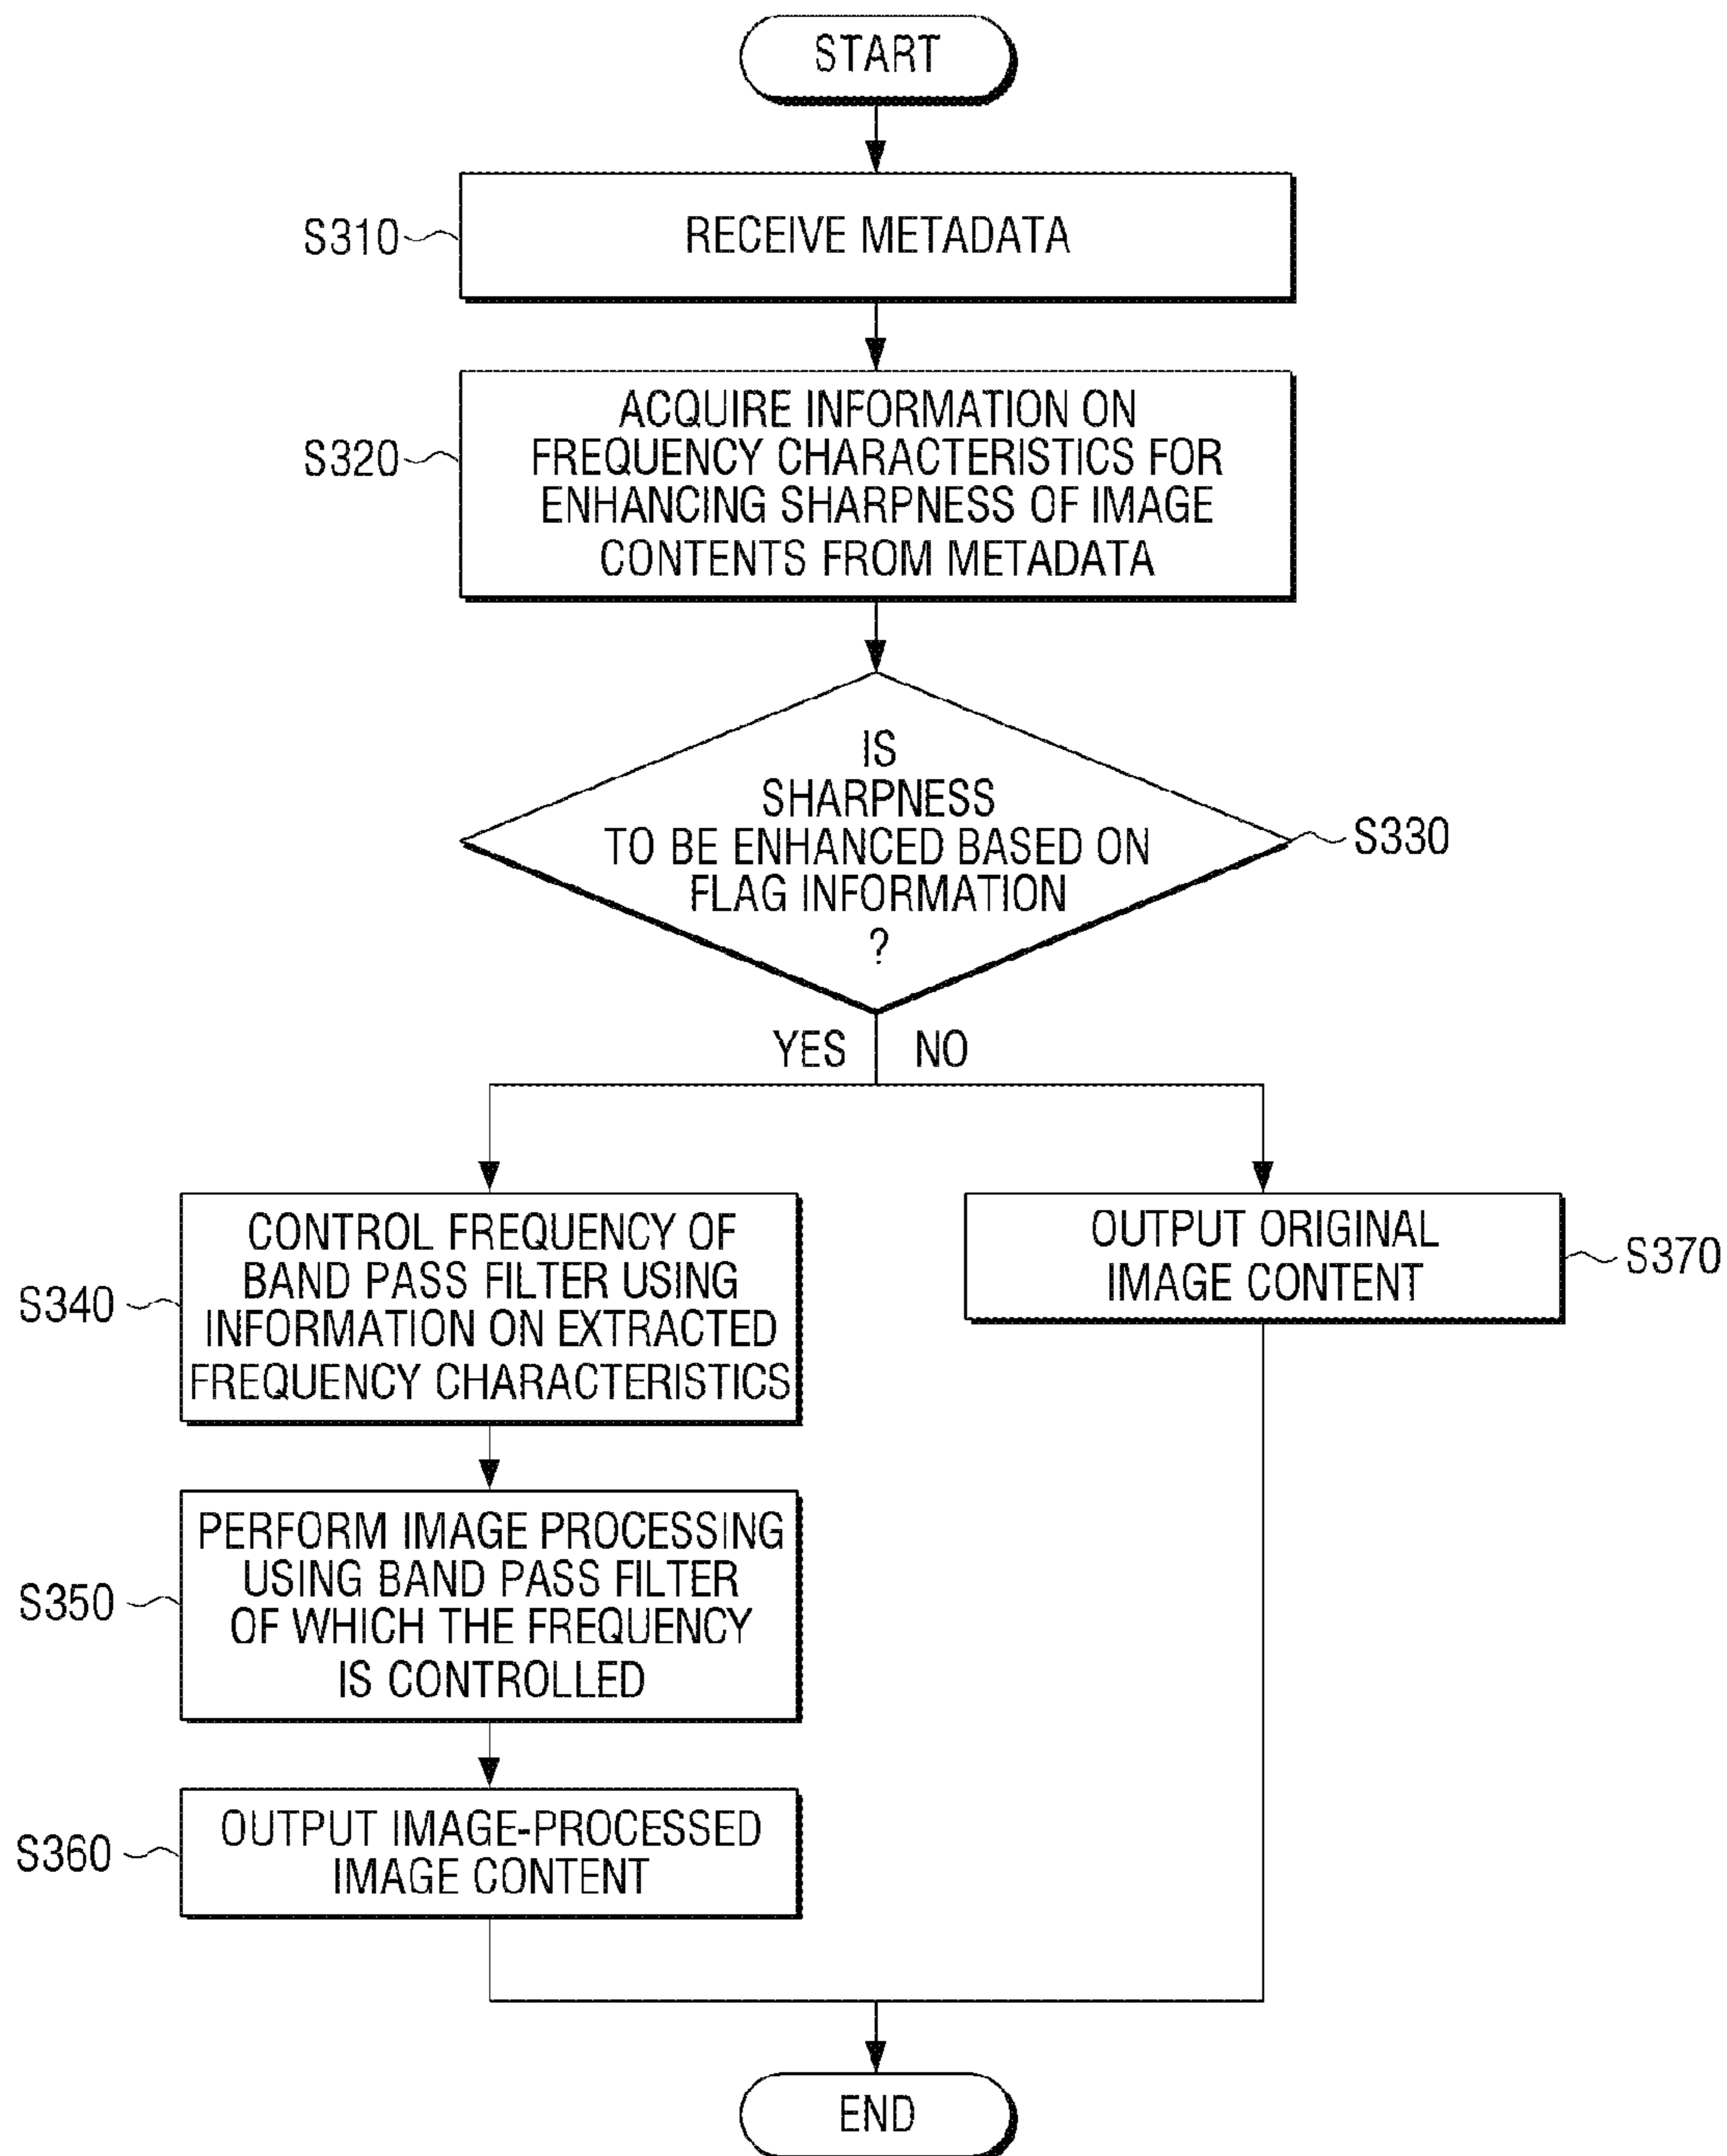 START
S310
RECEIVE METADATA
S320
ACQUIRE INFORMATION ON
FREQUENCY CHARACTERISTICS FOR
ENHANCING SHARPNESS OF IMAGE
CONTENTS FROM METADATA
IS
SHARPNESS
TO BE ENHANCED BASED ON
FLAG INFORMATION
?
S330
YES
NO
S340
CONTROL FREQUENCY OF
BAND PASS FILTER USING
INFORMATION ON EXTRACTED
FREQUENCY CHARACTERISTICS
OUTPUT ORIGINAL
IMAGE CONTENT
S370
S350
PERFORM IMAGE PROCESSING
USING BAND PASS FILTER
OF WHICH THE FREQUENCY
IS CONTROLLED
S360
OUTPUT IMAGE-PROCESSED
IMAGE CONTENT
END